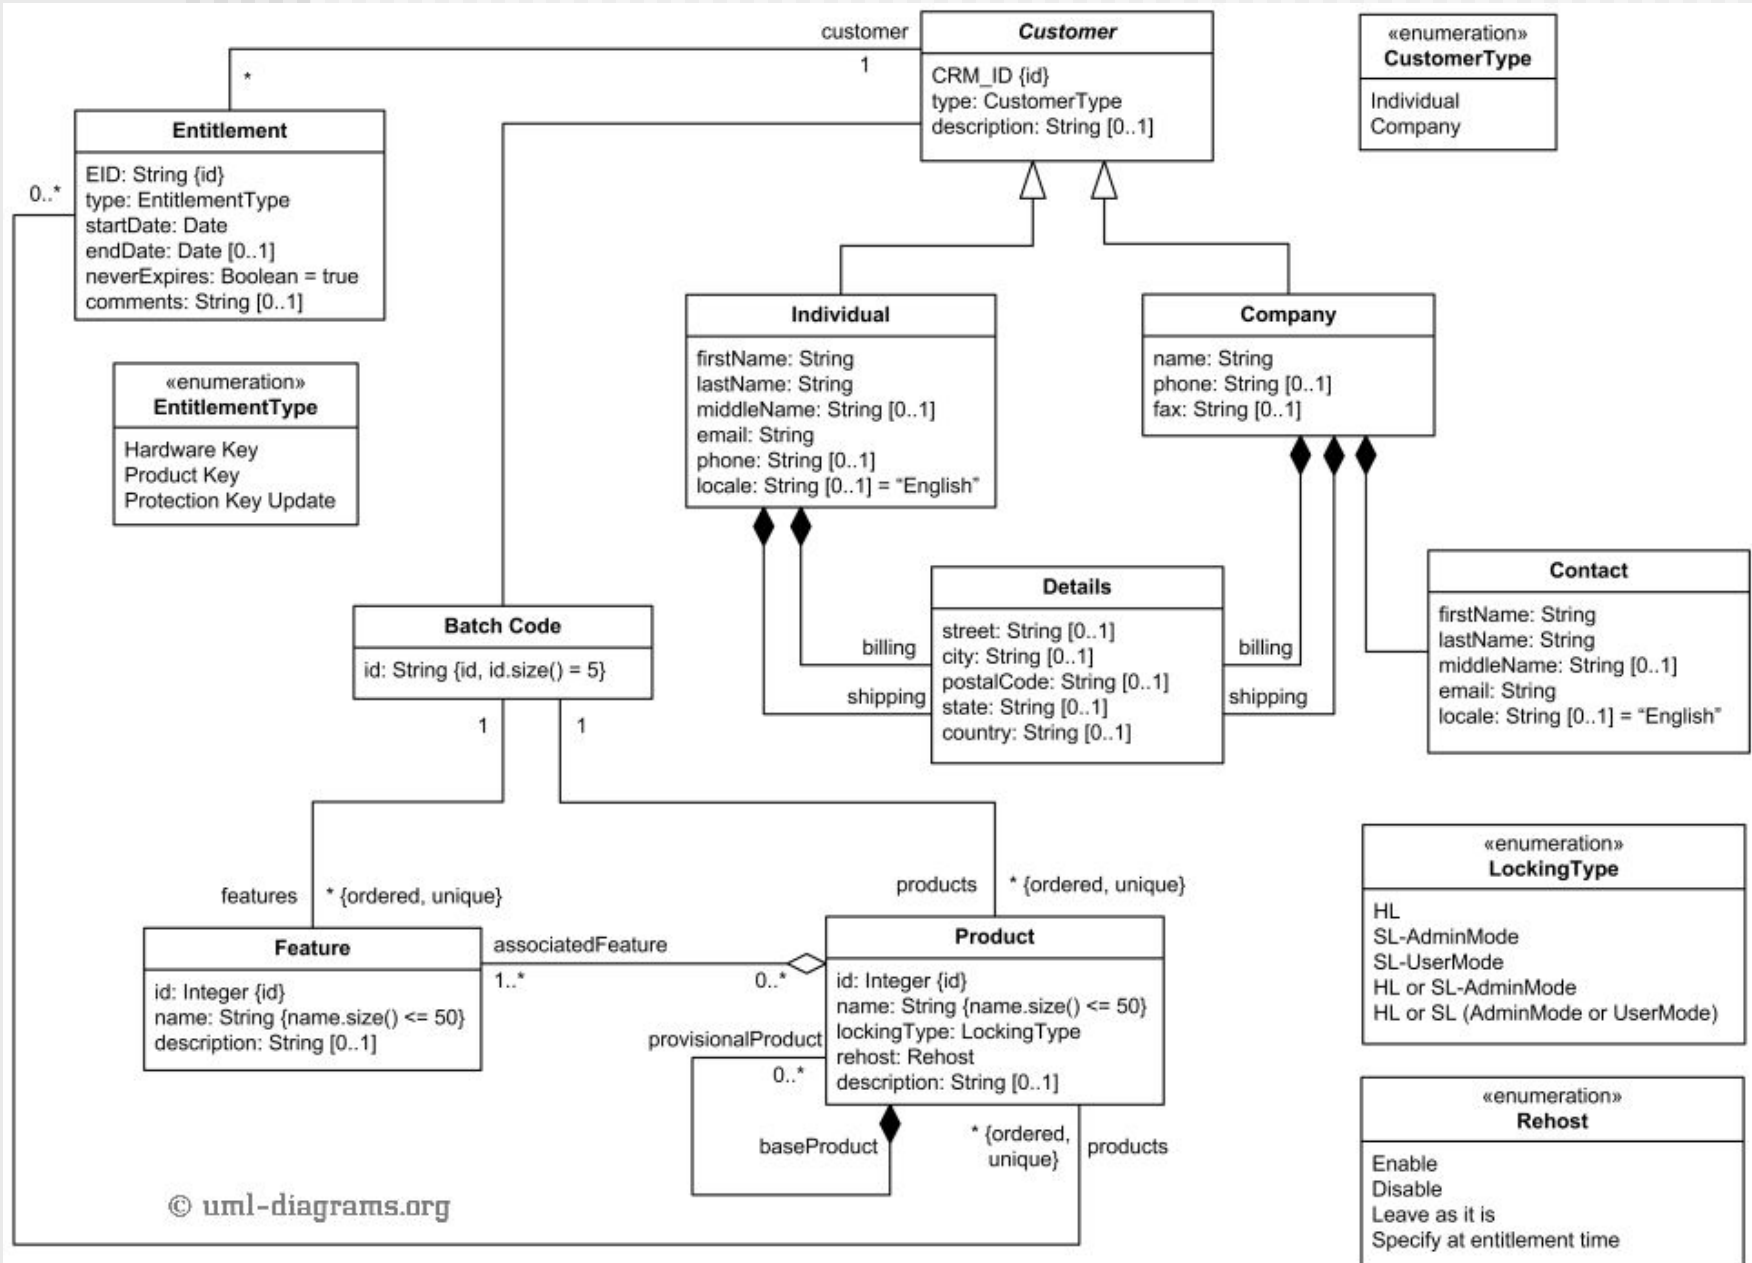 customer
1
*
Customer
CRM_ID {id}
type: CustomerType
description: String [0..1]
«enumeration»
CustomerType
Individual
Company
Entitlement
EID: String {id}
type: EntitlementType
startDate: Date
endDate: Date [0..1]
neverExpires: Boolean = true
comments: String [0..1]
0..*
«enumeration»
EntitlementType
Hardware Key
Product Key
Protection Key Update
Individual
firstName: String
lastName: String
middleName: String [0..1]
email: String
phone: String [0..1]
locale: String [0..1] = “English”
Company
name: String
phone: String [0..1]
fax: String [0..1]
Batch Code
id: String {id, id.size() = 5}
1
1
Details
street: String [0..1]
city: String [0..1]
postalCode: String [0..1]
state: String [0..1]
country: String [0..1]
billing
shipping
billing
shipping
Contact
firstName: String
lastName: String
middleName: String [0..1]
email: String
locale: String [0..1] = “English”
features
* {ordered, unique}
products
* {ordered, unique}
Feature
id: Integer {id}
name: String {name.size() <= 50}
description: String [0..1]
associatedFeature
1..*
0..*
Product
id: Integer {id}
name: String {name.size() <= 50}
lockingType: LockingType
rehost: Rehost
description: String [0..1]
provisionalProduct
0..*
baseProduct
* {ordered,
unique}
products
«enumeration»
LockingType
HL
SL-AdminMode
SL-UserMode
HL or SL-AdminMode
HL or SL (AdminMode or UserMode)
«enumeration»
Rehost
Enable
Disable
Leave as it is
Specify at entitlement time
© uml-diagrams.org